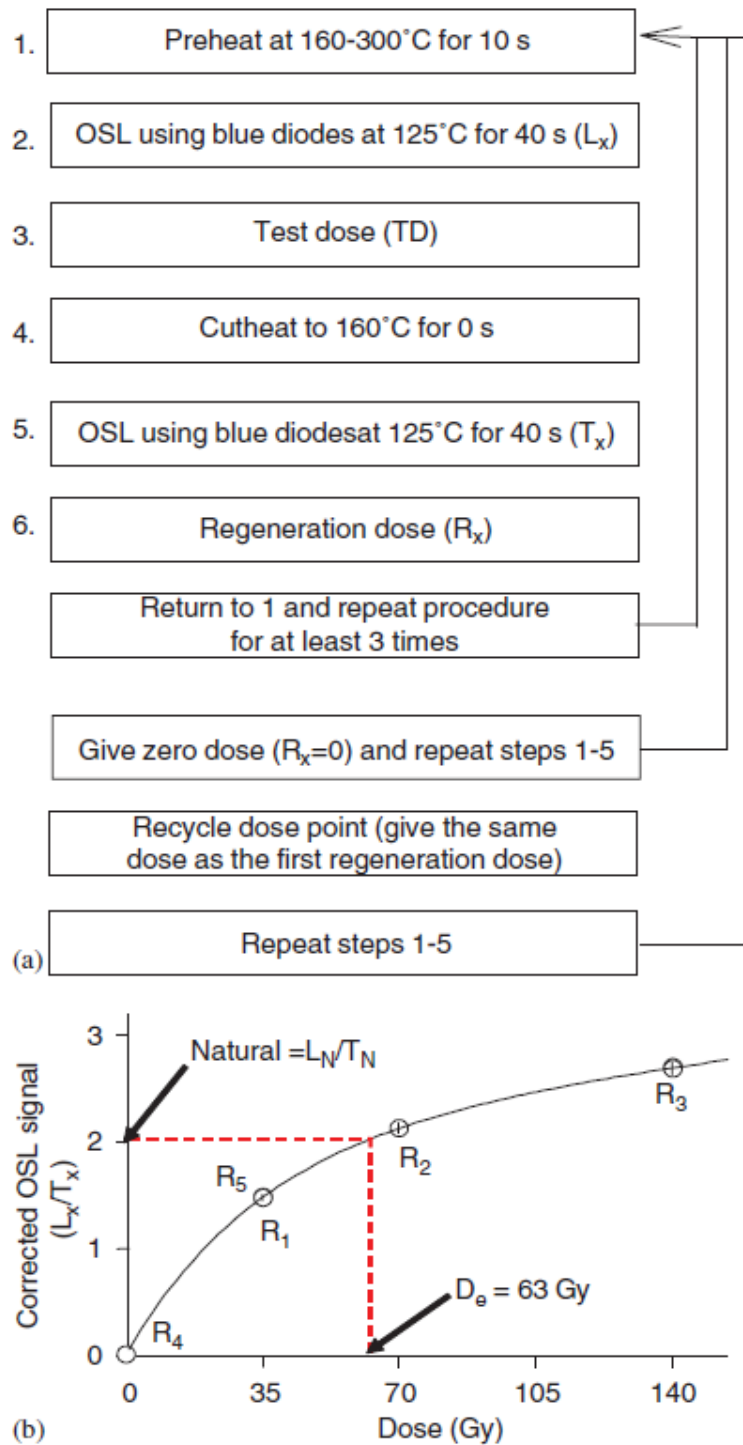 1. Preheat at 160-300˚C for 10 s
2. OSL using blue diodes at 125˚C for 40 s (Lₓ)
3. Test dose (TD)
4. Cutheat to 160˚C for 0 s
5. OSL using blue diodesat 125˚C for 40 s (Tₓ)
6. Regeneration dose (Rₓ)
Return to 1 and repeat procedure
for at least 3 times
Give zero dose (Rₓ=0) and repeat steps 1-5
Recycle dose point (give the same
dose as the first regeneration dose)
Repeat steps 1-5
(a)
Corrected OSL signal
(Lₓ/Tₓ)
3
2
1
0
Natural =L_N/T_N
R₅
R₁
R₂
R₃
R₄
Dₑ = 63 Gy
0 35 70 105 140
Dose (Gy)
(b)